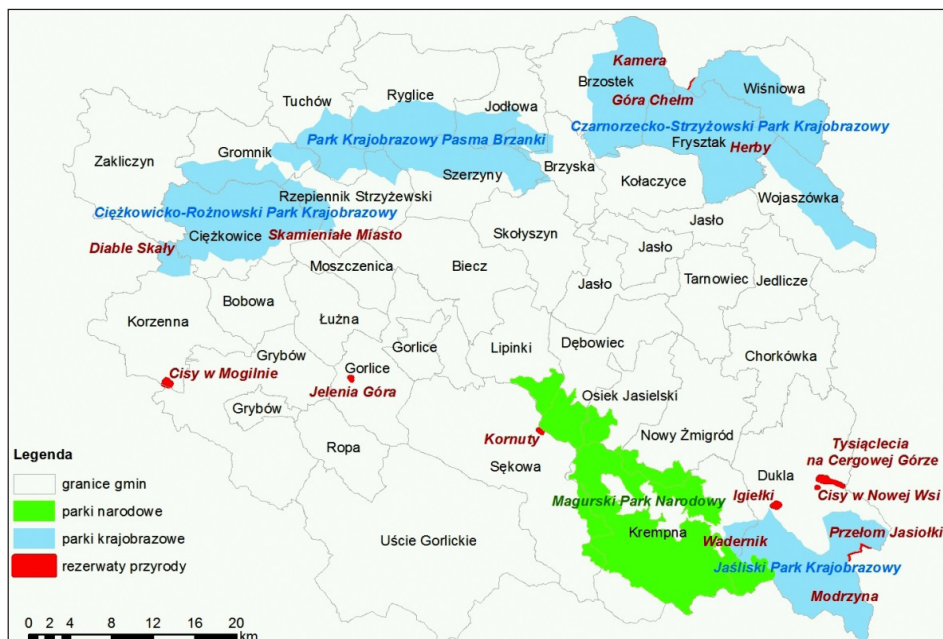 Kamera
Brzostek
Wiśniowa
Góra Chełm
Ryglice
Tuchów
Jodłowa
Czarnorzecko-Strzyżowski Park Krajobrazowy
Park Krajobrazowy Pasma Brzanki
Frysztak
Herby
Gromnik
Zakliczyn
Brzyska
Szerzyny
Kołaczyce
Rzepiennik Strzyżewski
Wojaszówka
Ciężkowicko-Rożnowski Park Krajobrazowy
Jasło
Skamieniałe Miasto
Skołyszyn
Ciężkowice
Diable Skały
Jasło
Moszczenica
Biecz
Tarnowiec
Jedlicze
Jasło
Bobowa
Korzenna
Łużna
Gorlice
Lipinki
Dębowiec
Grybów
Chorkówka
Cisy w Mogilnie
Gorlice
Jelenia Góra
Osiek Jasielski
Grybów
Nowy Żmigród
Kornuty
Ropa
Tysiąclecia
na Cergowej Górze
Legenda
Sękowa
Dukla
granice gmin
Igiełki
Cisy w Nowej Wsi
Magurski Park Narodowy
parki narodowe
Krempna
Wadernik
Przełom Jasiołki
parki krajobrazowe
Uście Gorlickie
rezerwaty przyrody
Jaśliski Park Krajobrazowy
Modrzyna
0 2 4 8 12 16 20
km